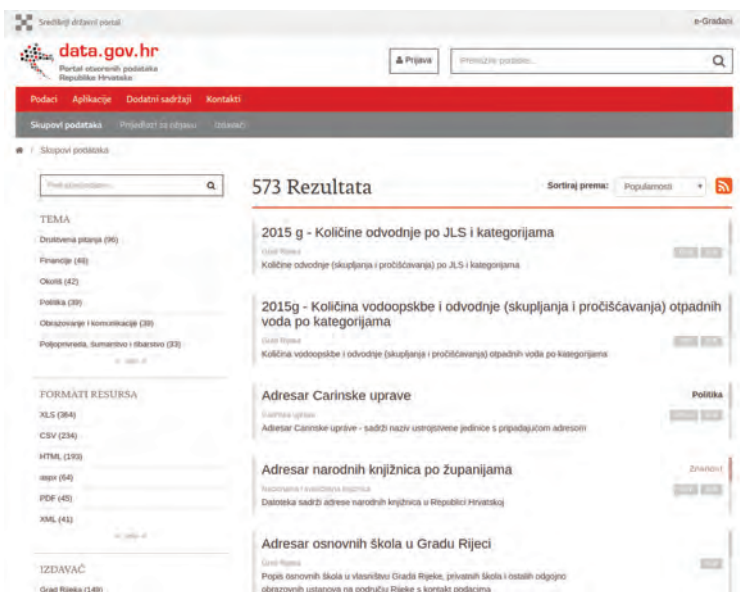 Središnji državni portal
e-Građani
data.gov.hr
Portal otvorenih podataka
Republike Hrvatske
Prijava
Podaci Aplikacije Dodatni sadržaji Kontakti
Skupovi podataka Prijedlozi za objavu Izdavači
/ Skupovi podataka
573 Rezultata
Sortiraj prema: Popularnosti
TEMA
Društvena pitanja (96)
Financije (48)
Okoliš (42)
Politika (39)
Obrazovanje i komunikacije (39)
Poljoprivreda, šumarstvo i ribarstvo (33)
FORMATI RESURSA
XLS (364)
CSV (234)
HTML (193)
aspx (64)
PDF (45)
XML (41)
IZDAVAČ
Grad Rijeka (149)
2015 g - Količine odvodnje po JLS i kategorijama
Grad Rijeka
Količine odvodnje (skupljanja i pročišćavanja) po JLS i kategorijama
2015g - Količina vodoopskbe i odvodnje (skupljanja i pročišćavanja) otpadnih
voda po kategorijama
Grad Rijeka
Količina vodoopskbe i odvodnje (skupljanja i pročišćavanja) otpadnih voda po kategorijama
Adresar Carinske uprave
Politika
Carinska uprava
Adresar Carinske uprave - sadrži naziv ustrojstvene jedinice s pripadajućom adresom
Adresar narodnih knjižnica po županijama
Znanost
Nacionalna i sveučilišna knjižnica
Datoteka sadrži adrese narodnih knjižnica u Republici Hrvatskoj
Adresar osnovnih škola u Gradu Rijeci
Grad Rijeka
Popis osnovnih škola u vlasništvu Grada Rijeke, privatnih škola i ostalih odgojno
obrazovnih ustanova na području Rijeke s kontakt podacima